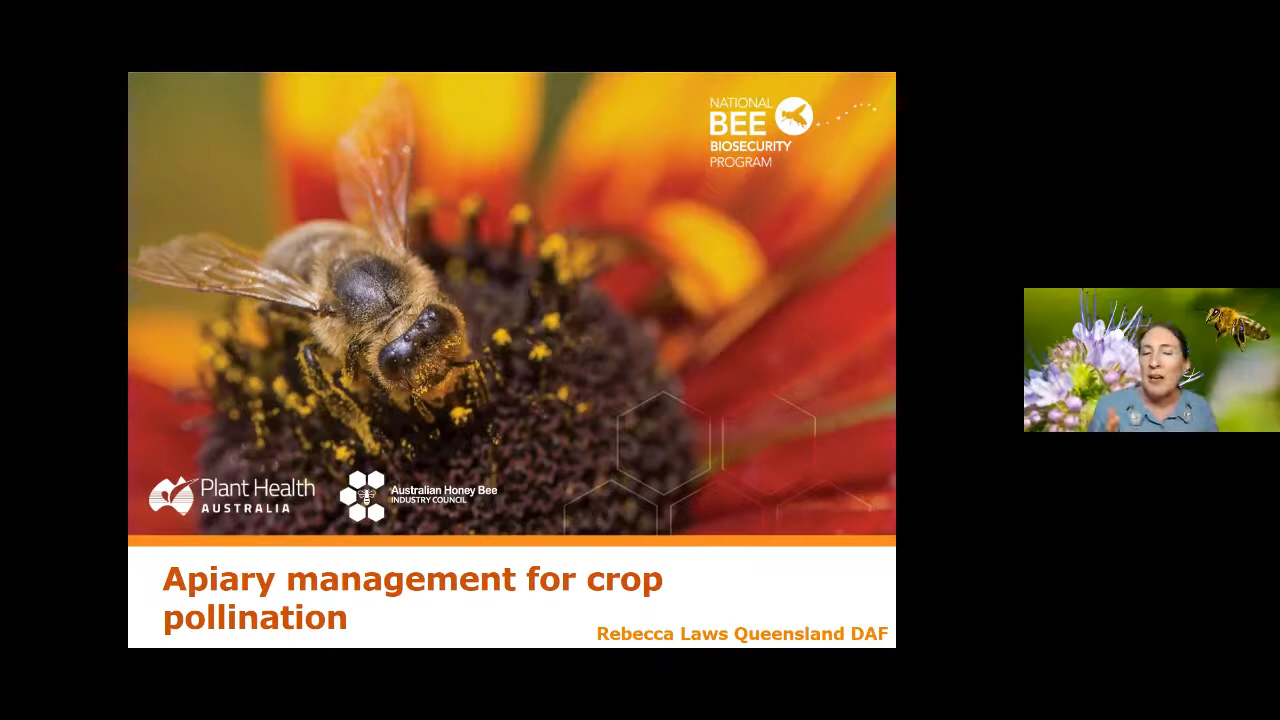 NATIONAL
BEE
BIOSECURITY
PROGRAM
Plant Health
AUSTRALIA
Australian Honey Bee
INDUSTRY COUNCIL
Apiary management for crop
pollination
Rebecca Laws Queensland DAF